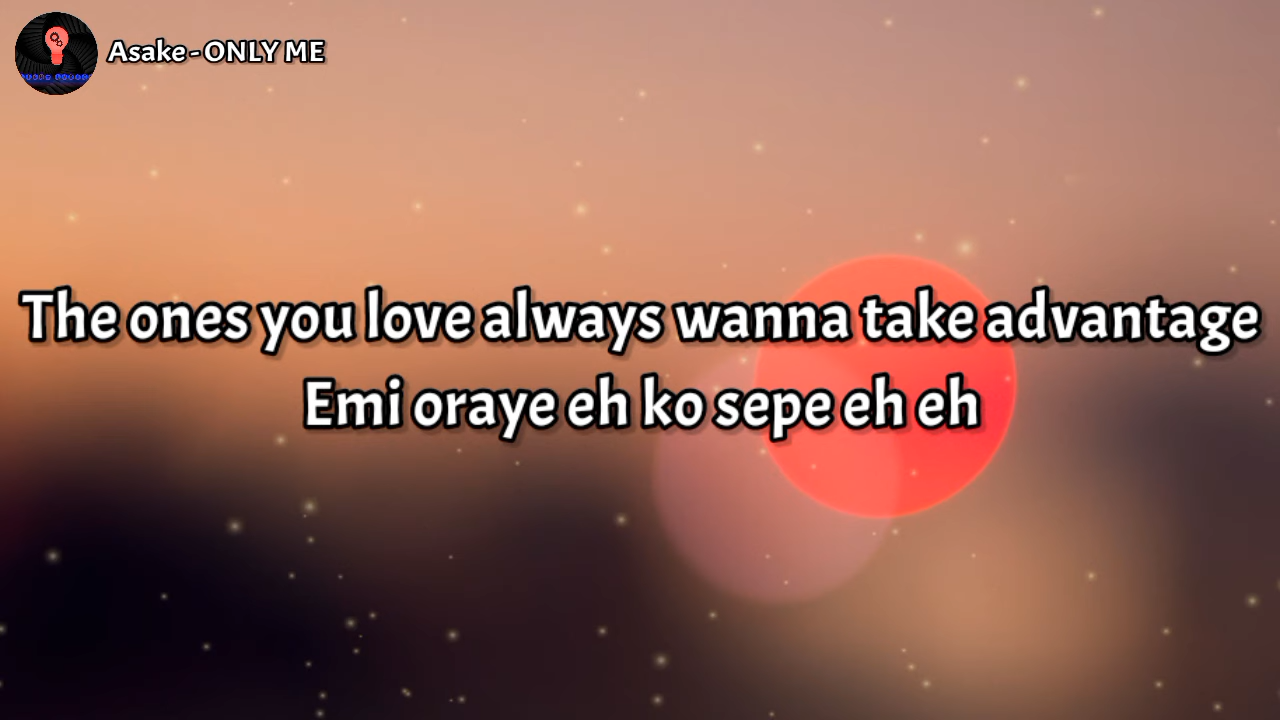 Asake - ONLY ME
The ones you love always wanna take advantage
Emi oraye eh ko sepe eh eh